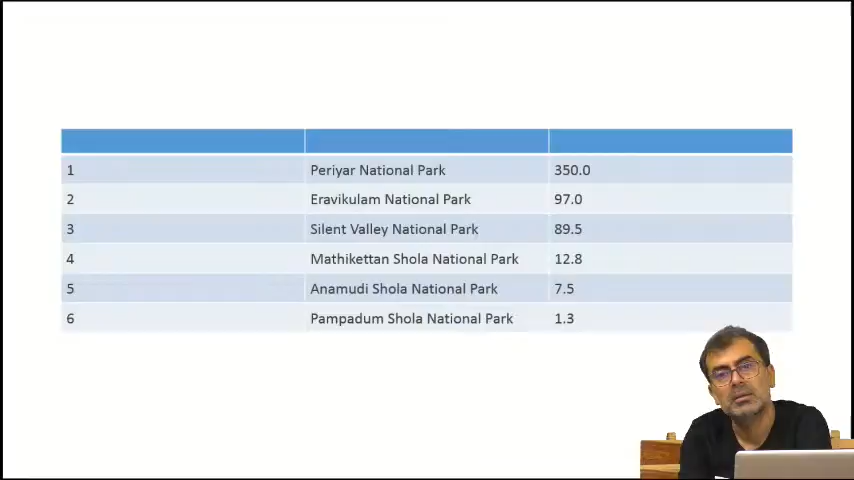 1 Periyar National Park 350.0
2 Eravikulam National Park 97.0
3 Silent Valley National Park 89.5
4 Mathikettan Shola National Park 12.8
5 Anamudi Shola National Park 7.5
6 Pampadum Shola National Park 1.3